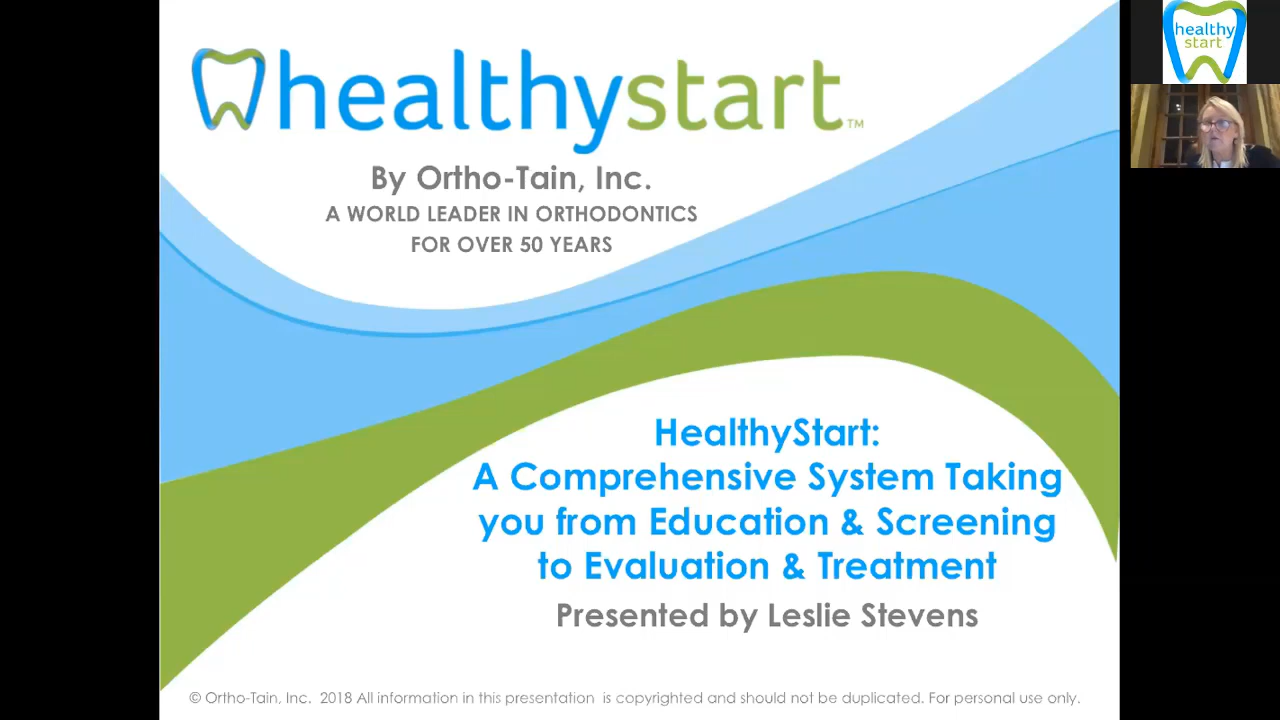 healthystart™
By Ortho-Tain, Inc.
A WORLD LEADER IN ORTHODONTICS
FOR OVER 50 YEARS
HealthyStart:
A Comprehensive System Taking
you from Education & Screening
to Evaluation & Treatment
Presented by Leslie Stevens
© Ortho-Tain, Inc. 2018 All information in this presentation is copyrighted and should not be duplicated. For personal use only.
healthy
start